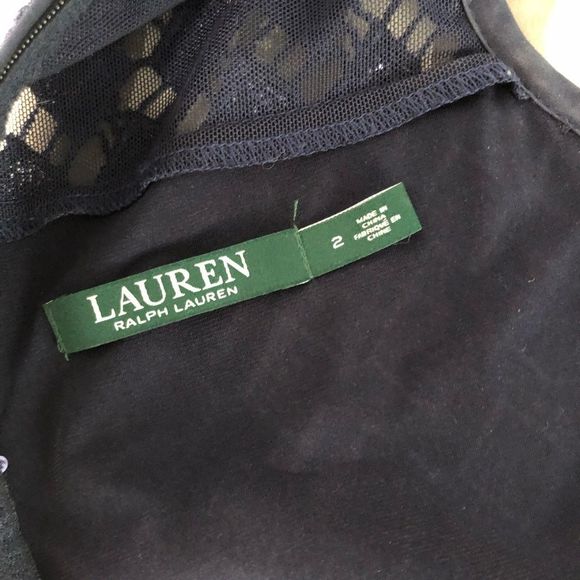 LAUREN
RALPH LAUREN
2
MADE IN
CHINA
FABRIQUÉ EN
CHINE